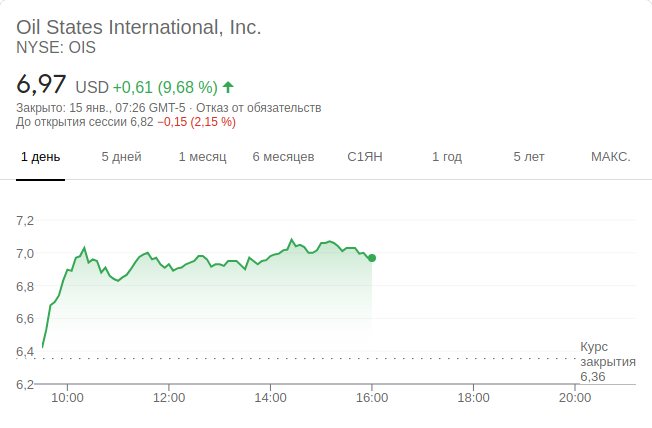 Oil States International, Inc.
NYSE: OIS
6,97 USD +0,61 (9,68 %)
Закрыто: 15 янв., 07:26 GMT-5 · Отказ от обязательств
До открытия сессии 6,82 −0,15 (2,15 %)
1 день 5 дней 1 месяц 6 месяцев С1ЯН 1 год 5 лет МАКС.
7,2
7,0
6,8
6,6
6,4
6,2
Курс
закрытия
6,36
10:00 12:00 14:00 16:00 18:00 20:00